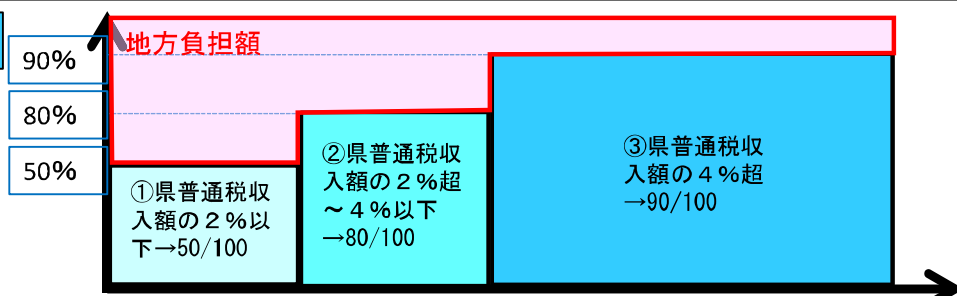 地方負担額
90%
80%
50%
①県普通税収
入額の２％以
下→50/100
②県普通税収
入額の２％超
～４％以下
→80/100
③県普通税収
入額の４％超
→90/100